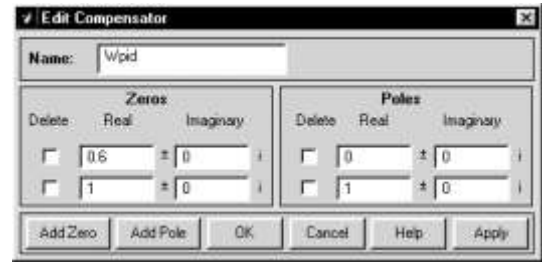 Edit Compensator
Name: Wpid
Zeros Poles
Delete Real Imaginary Delete Real Imaginary
0.6 ± 0 i 0 ± 0 i
1 ± 0 i 1 ± 0 i
Add Zero Add Pole OK Cancel Help Apply